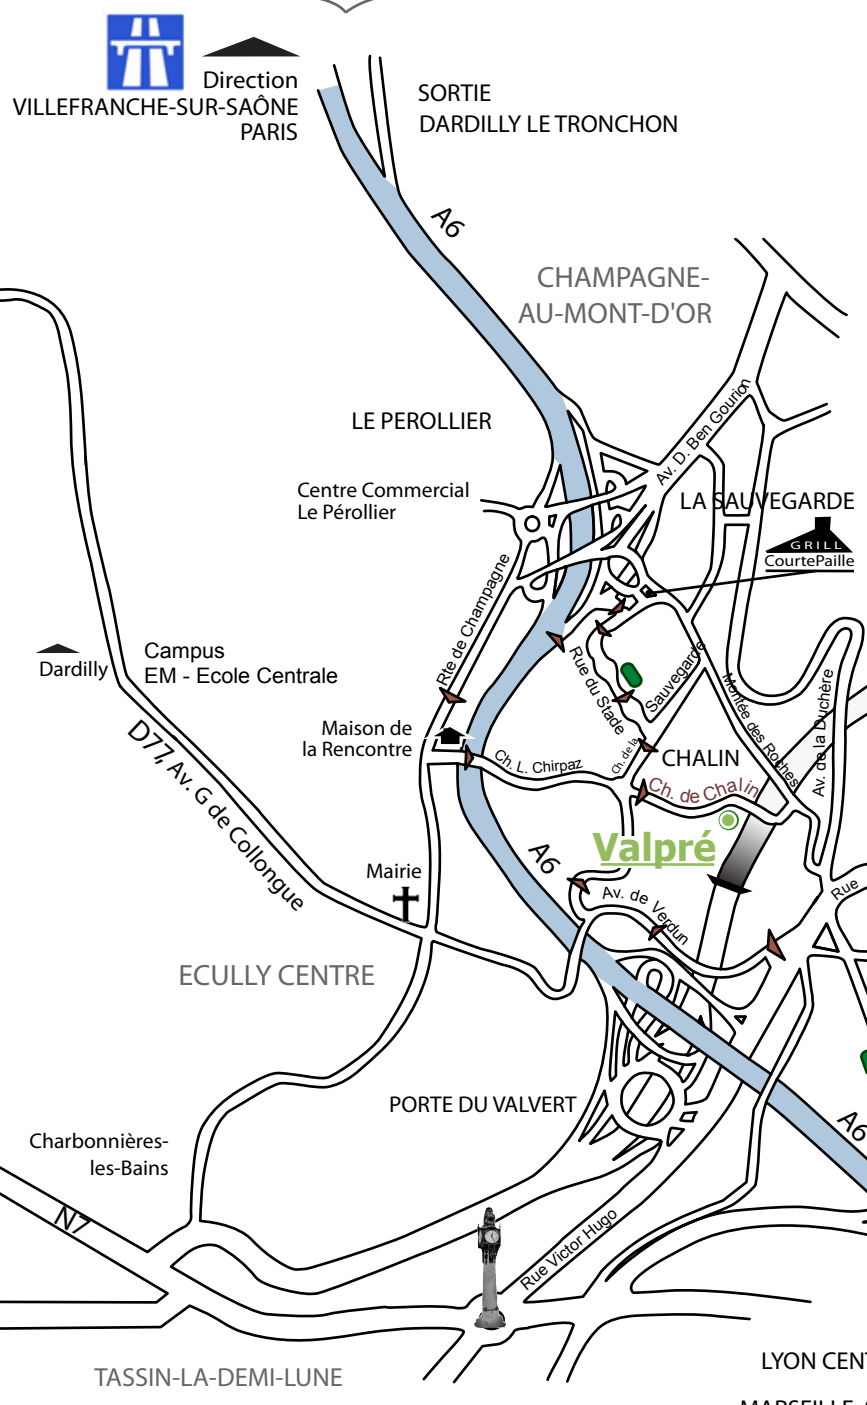 Direction
VILLEFRANCHE-SUR-SAÔNE
PARIS
SORTIE
DARDILLY LE TRONCHON
A6
CHAMPAGNE-
AU-MONT-D'OR
Av. D. Ben Gourion
LE PEROLLIER
Centre Commercial
Le Pérollier
LA SAUVEGARDE
GRILL
CourtePaille
Rte de Champagne
Campus
EM - Ecole Centrale
Dardilly
Rue du Stade
Ch. de la Sauvegarde
Montée des Roches
Av. de la Duchère
Maison de
la Rencontre
D77, Av. G de Collongue
Ch. L. Chirpaz
CHALIN
Ch. de Chalin
Valpré
A6
Mairie
Av. de Verdun
Rue
ECULLY CENTRE
PORTE DU VALVERT
A6
Charbonnières-
les-Bains
N7
Rue Victor Hugo
TASSIN-LA-DEMI-LUNE
LYON CENT